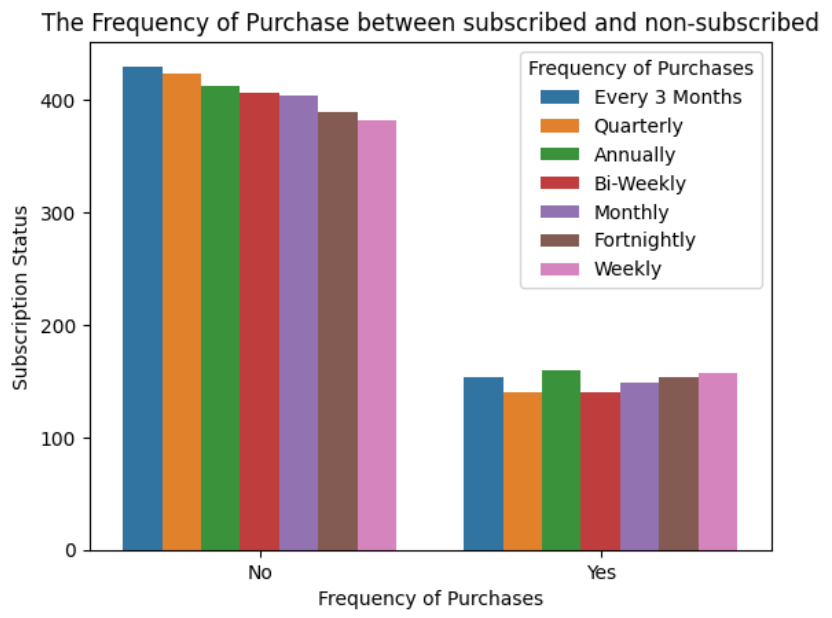 The Frequency of Purchase between subscribed and non-subscribed
Frequency of Purchases
Every 3 Months
Quarterly
Annually
Bi-Weekly
Monthly
Fortnightly
Weekly
Subscription Status
400
300
200
100
0
No
Yes
Frequency of Purchases